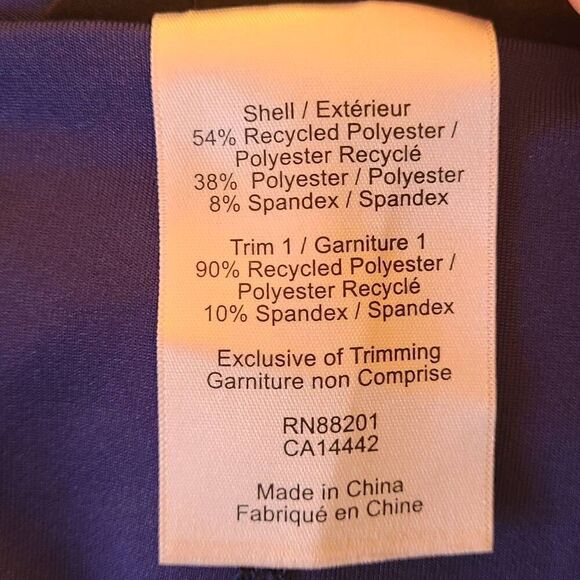 Shell / Extérieur
54% Recycled Polyester /
Polyester Recyclé
38% Polyester / Polyester
8% Spandex / Spandex
Trim 1 / Garniture 1
90% Recycled Polyester /
Polyester Recyclé
10% Spandex / Spandex
Exclusive of Trimming
Garniture non Comprise
RN88201
CA14442
Made in China
Fabriqué en Chine